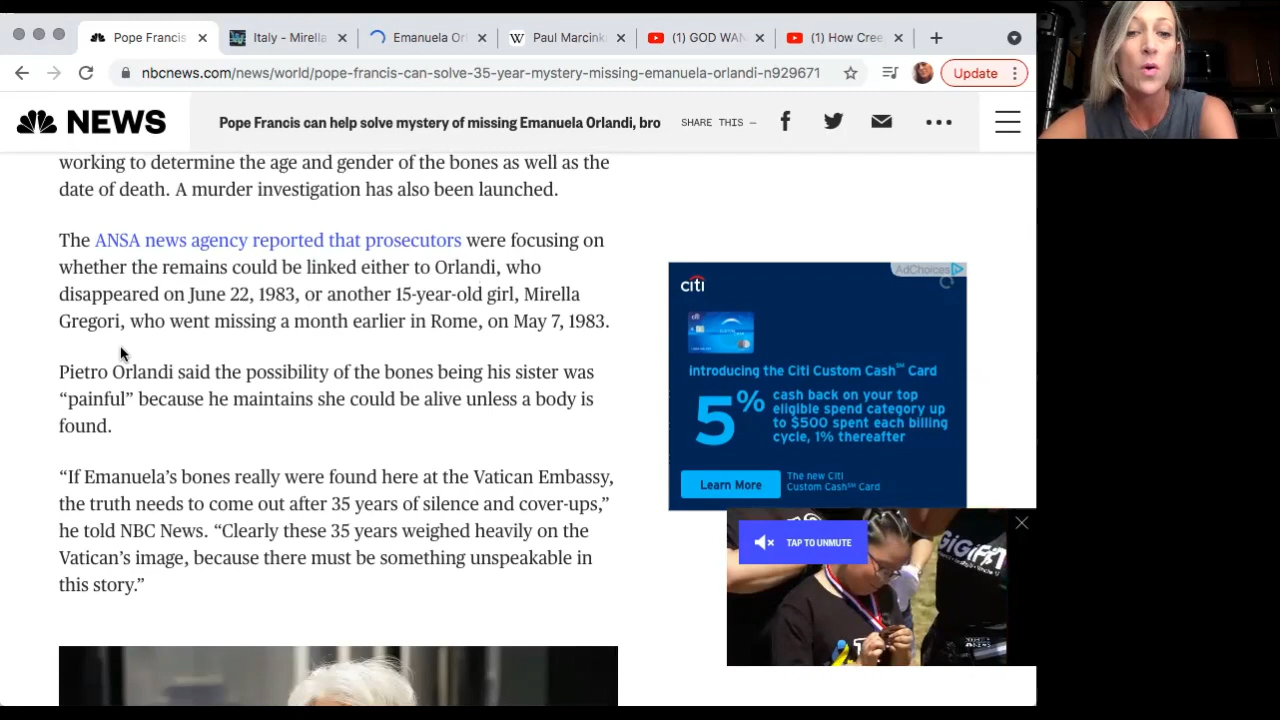 Pope Francis
Italy - Mirella
Emanuela Or
W Paul Marcink
(1) GOD WAN
(1) How Cree
nbcnews.com/news/world/pope-francis-can-solve-35-year-mystery-missing-emanuela-orlandi-n929671
Update
NEWS
Pope Francis can help solve mystery of missing Emanuela Orlandi, bro
SHARE THIS —
working to determine the age and gender of the bones as well as the
date of death. A murder investigation has also been launched.
The ANSA news agency reported that prosecutors were focusing on
whether the remains could be linked either to Orlandi, who
disappeared on June 22, 1983, or another 15-year-old girl, Mirella
Gregori, who went missing a month earlier in Rome, on May 7, 1983.
Pietro Orlandi said the possibility of the bones being his sister was
“painful” because he maintains she could be alive unless a body is
found.
“If Emanuela’s bones really were found here at the Vatican Embassy,
the truth needs to come out after 35 years of silence and cover-ups,”
he told NBC News. “Clearly these 35 years weighed heavily on the
Vatican’s image, because there must be something unspeakable in
this story.”
AdChoices
citi
introducing the Citi Custom Cash℠ Card
5%
cash back on your top
eligible spend category up
to $500 spent each billing
cycle, 1% thereafter
Learn More
The new Citi
Custom Cash℠ Card
TAP TO UNMUTE
GiGiFIT